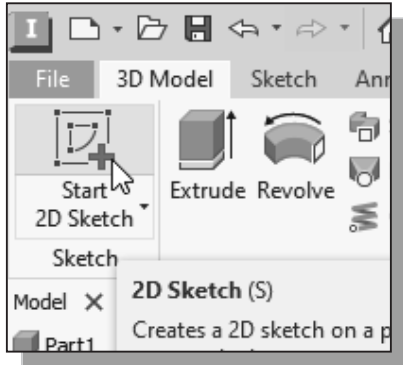 I
File 3D Model Sketch
Start
2D Sketch
Extrude Revolve
Sketch
Model ×
2D Sketch (S)
Part1
Creates a 2D sketch on a